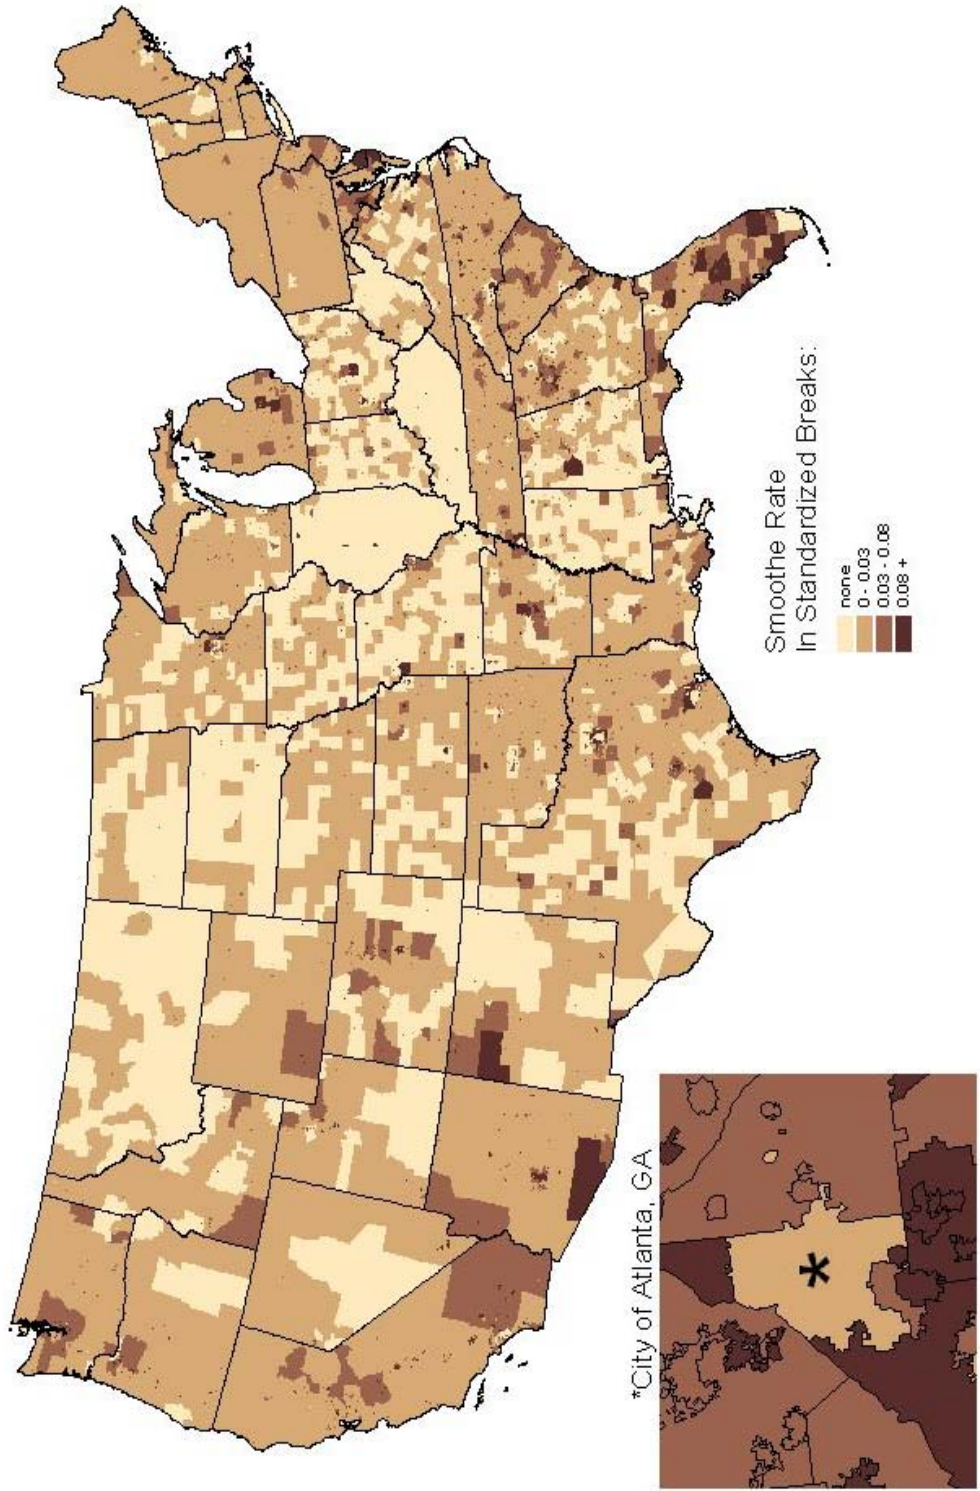 *City of Atlanta, GA
*
Smoothe Rate
In Standardized Breaks:
none
0 - 0.03
0.03 - 0.08
0.08 +